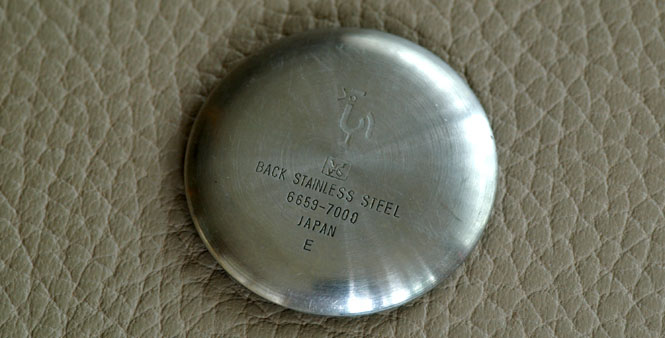 BACK STAINLESS STEEL
6659-7000
JAPAN
E